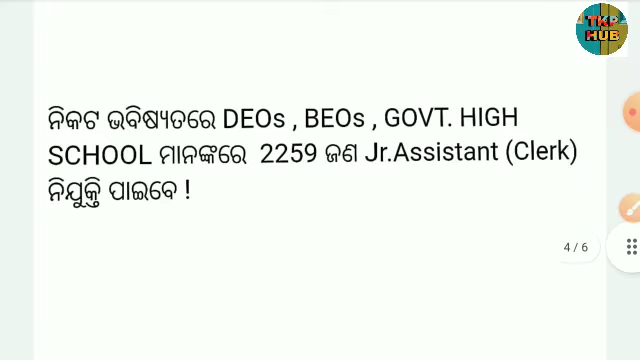 TKP
HUB
ନିକଟ ଭବିଷ୍ୟତରେ DEOs , BEOs , GOVT. HIGH
SCHOOL ମାନଙ୍କରେ 2259 ଜଣ Jr.Assistant (Clerk)
ନିଯୁକ୍ତି ପାଇବେ !
4 / 6